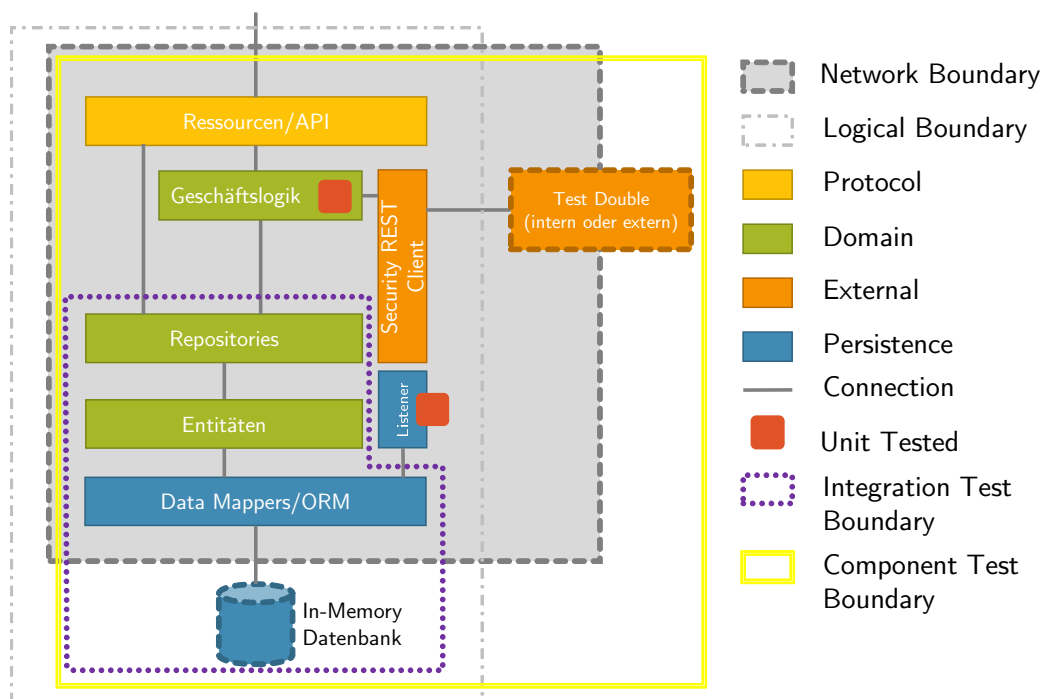 Ressourcen/API
Geschäftslogik
Security REST
Client
Test Double
(intern oder extern)
Repositories
Entitäten
Listener
Data Mappers/ORM
In-Memory
Datenbank
Network Boundary
Logical Boundary
Protocol
Domain
External
Persistence
Connection
Unit Tested
Integration Test
Boundary
Component Test
Boundary